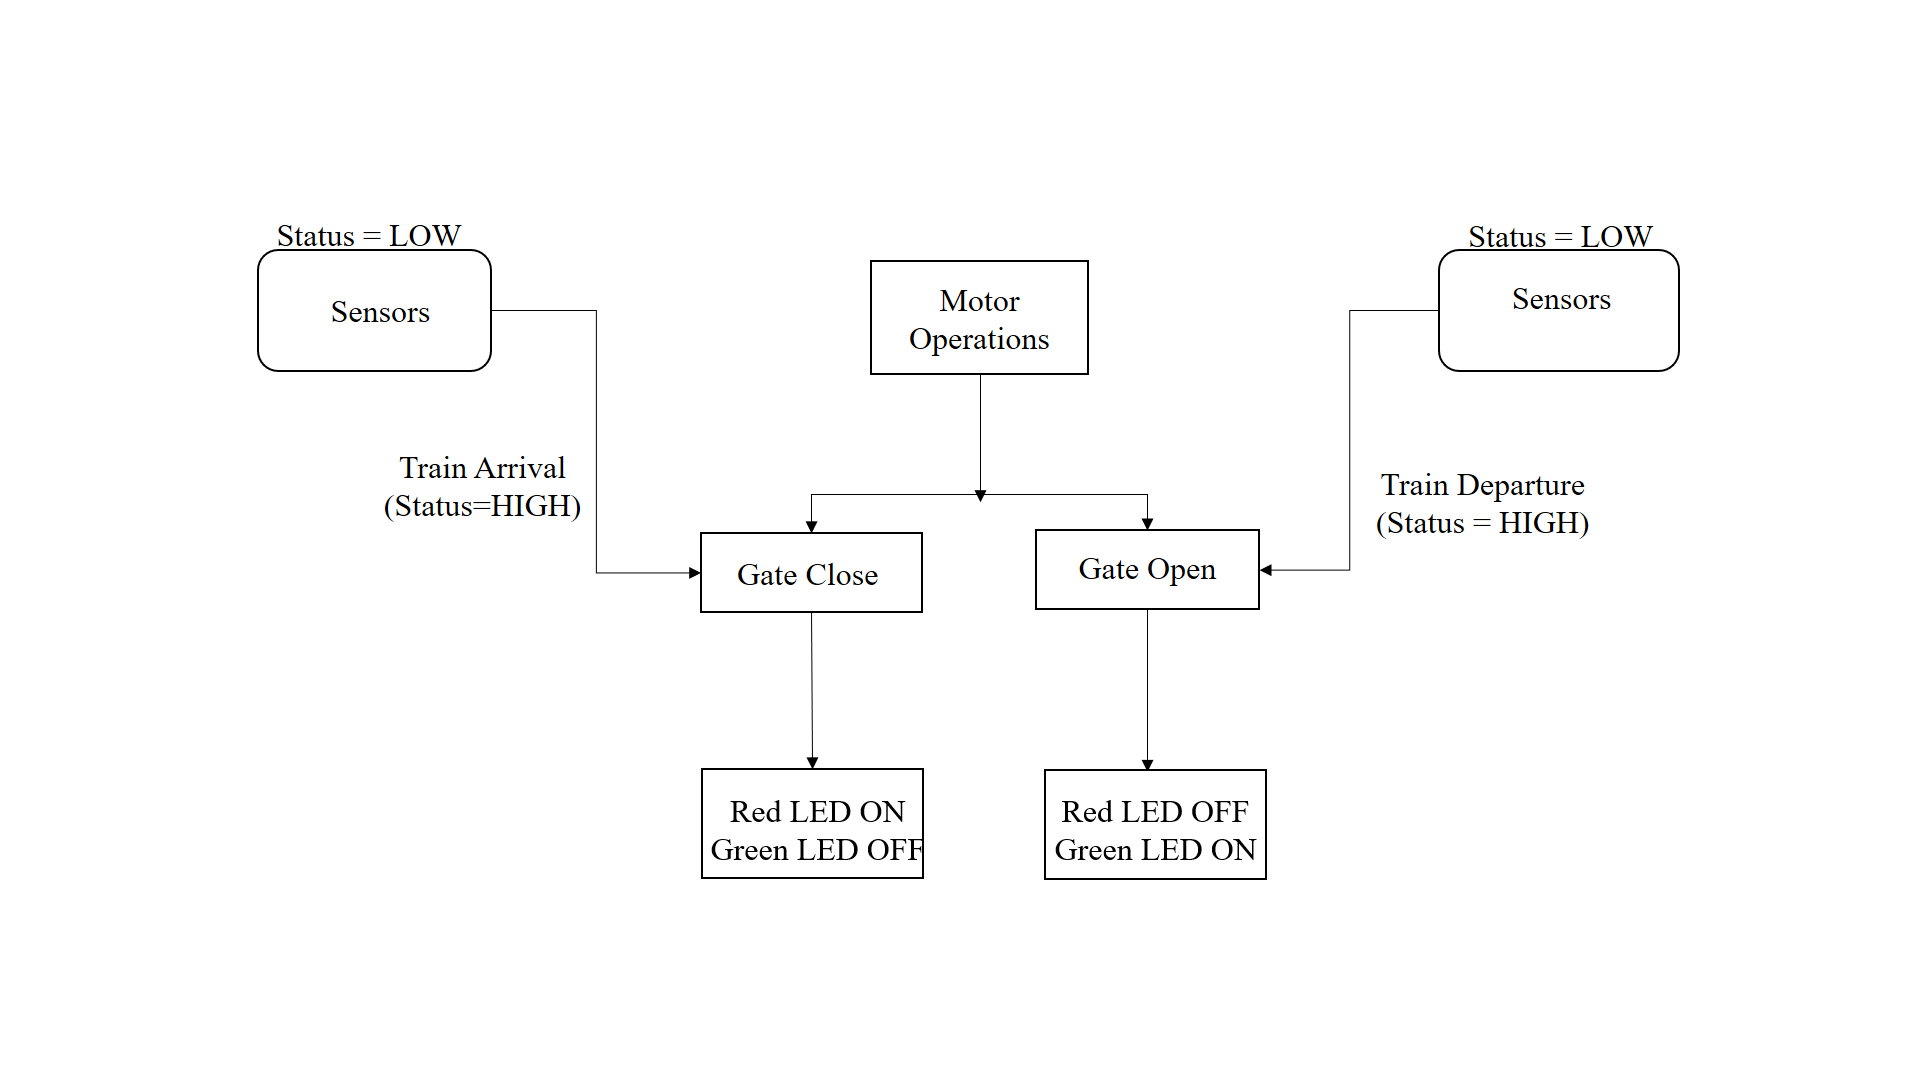 Status = LOW
Sensors
Motor
Operations
Status = LOW
Sensors
Train Arrival
(Status=HIGH)
Train Departure
(Status = HIGH)
Gate Close
Gate Open
Red LED ON
Green LED OFF
Red LED OFF
Green LED ON